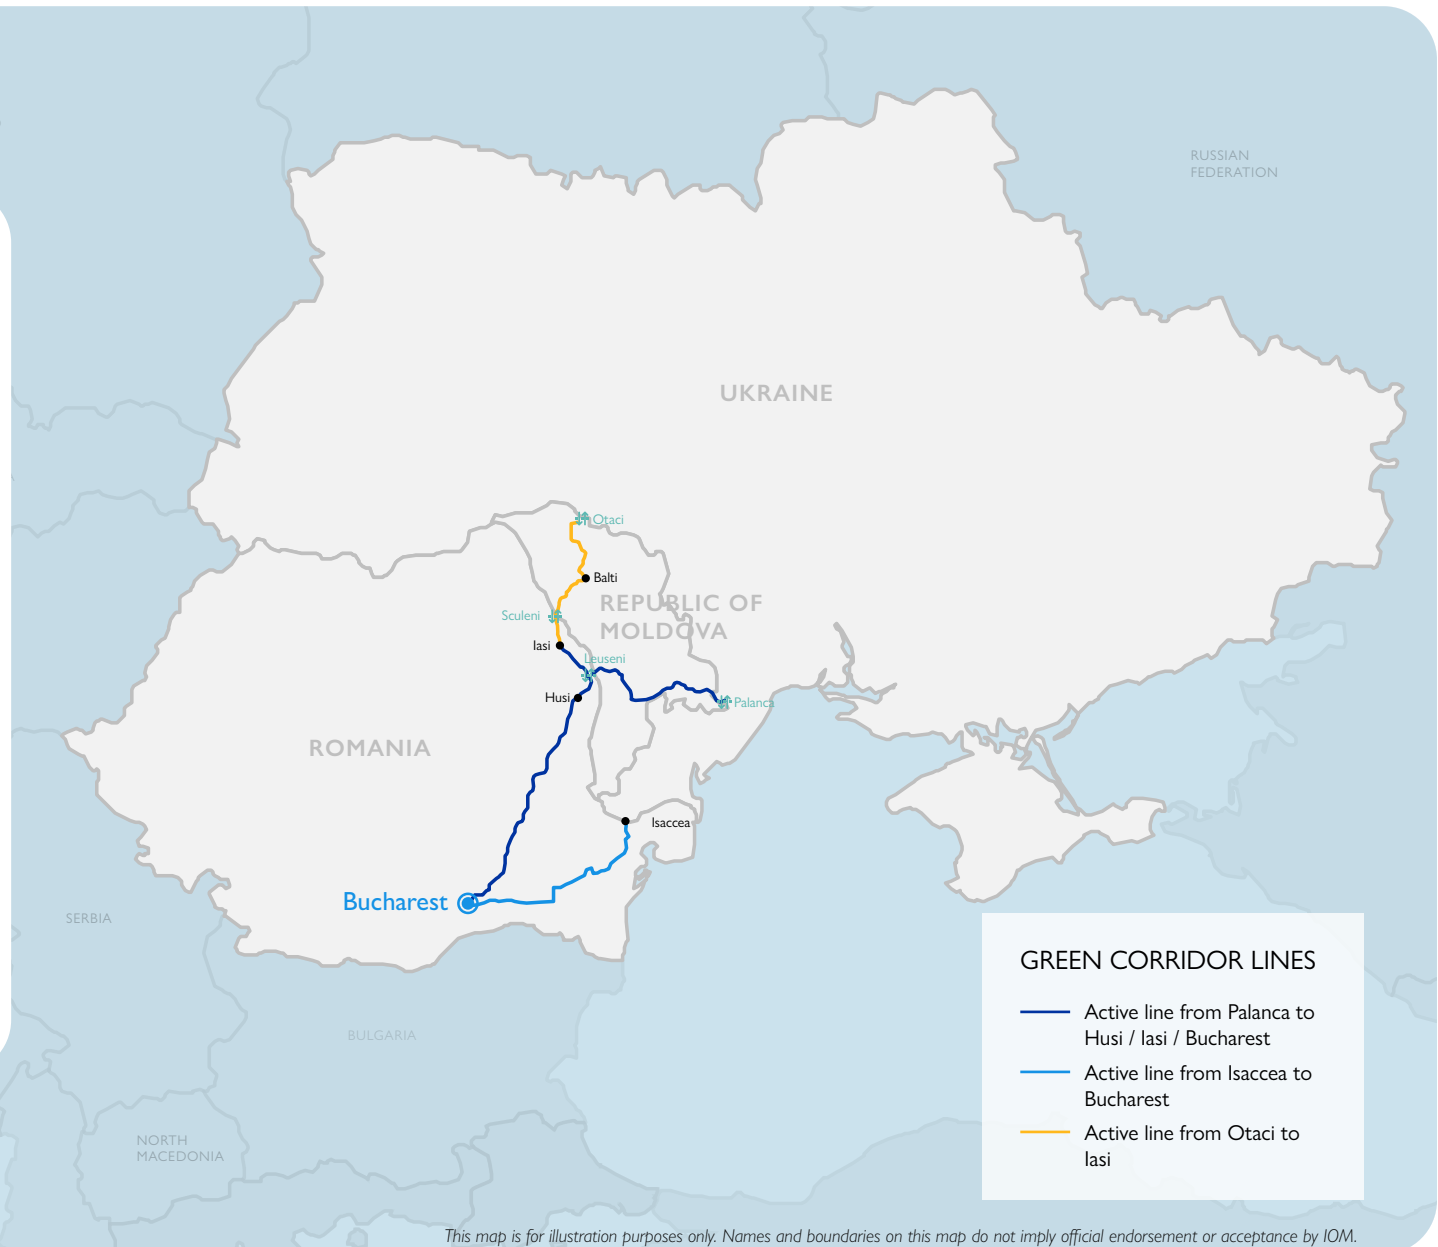 RUSSIAN
FEDERATION
UKRAINE
Otaci
Balti
REPUBLIC OF
MOLDOVA
Sculeni
Iasi
Leuseni
Husi
Palanca
ROMANIA
Isaccea
Bucharest
SERBIA
BULGARIA
NORTH
MACEDONIA
GREEN CORRIDOR LINES
Active line from Palanca to
Husi / Iasi / Bucharest
Active line from Isaccea to
Bucharest
Active line from Otaci to
Iasi
This map is for illustration purposes only. Names and boundaries on this map do not imply official endorsement or acceptance by IOM.